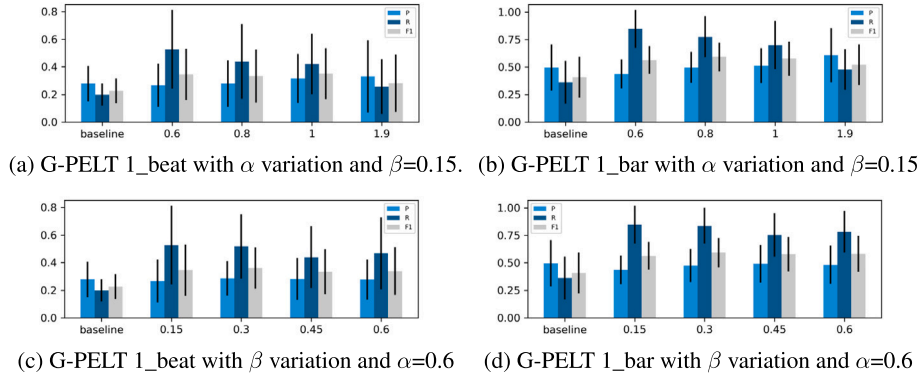 0.8
0.6
0.4
0.2
0.0
P
R
F1
baseline 0.6 0.8 1 1.9
(a) G-PELT 1_beat with α variation and β=0.15.
1.00
0.75
0.50
0.25
0.00
P
R
F1
baseline 0.6 0.8 1 1.9
(b) G-PELT 1_bar with α variation and β=0.15
0.8
0.6
0.4
0.2
0.0
P
R
F1
baseline 0.15 0.3 0.45 0.6
(c) G-PELT 1_beat with β variation and α=0.6
1.00
0.75
0.50
0.25
0.00
P
R
F1
baseline 0.15 0.3 0.45 0.6
(d) G-PELT 1_bar with β variation and α=0.6